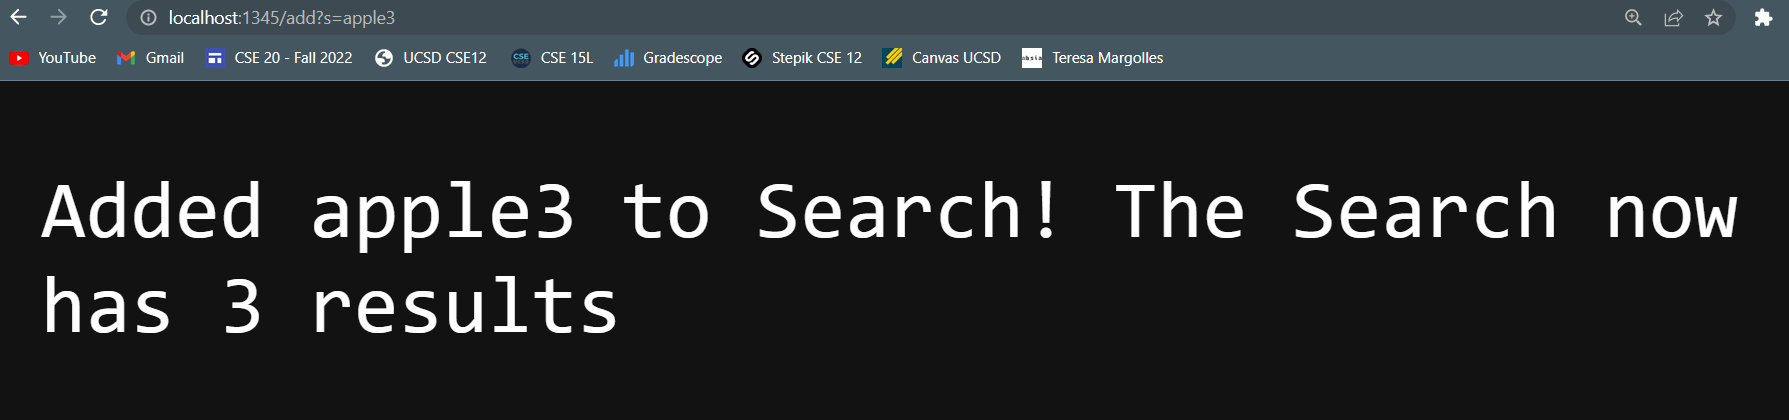 localhost:1345/add?s=apple3
YouTube Gmail CSE 20 - Fall 2022 UCSD CSE12 CSE CSE 15L Gradescope Stepik CSE 12 Canvas UCSD Teresa Margolles
Added apple3 to Search! The Search now
has 3 results